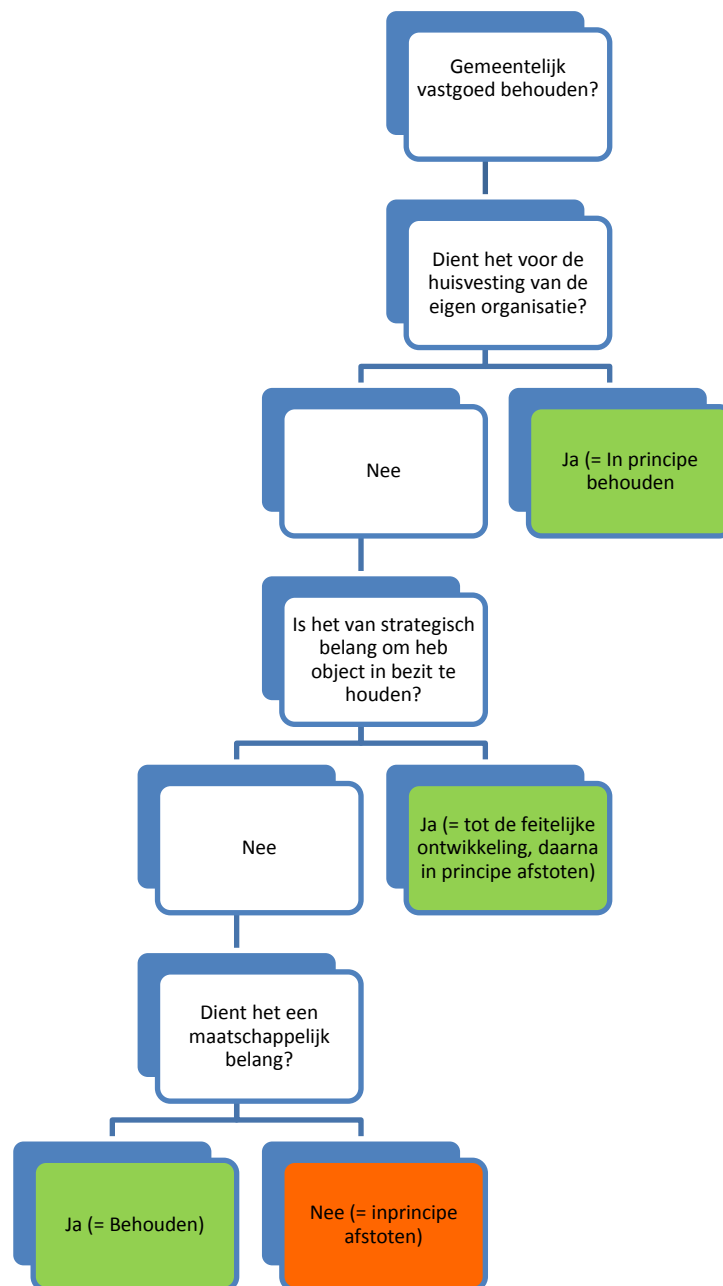 Gemeentelijk
vastgoed behouden?
Dient het voor de
huisvesting van de
eigen organisatie?
Nee
Ja (= In principe
behouden
Is het van strategisch
belang om heb
object in bezit te
houden?
Nee
Ja (= tot de feitelijke
ontwikkeling, daarna
in principe afstoten)
Dient het een
maatschappelijk
belang?
Ja (= Behouden)
Nee (= inprincipe
afstoten)